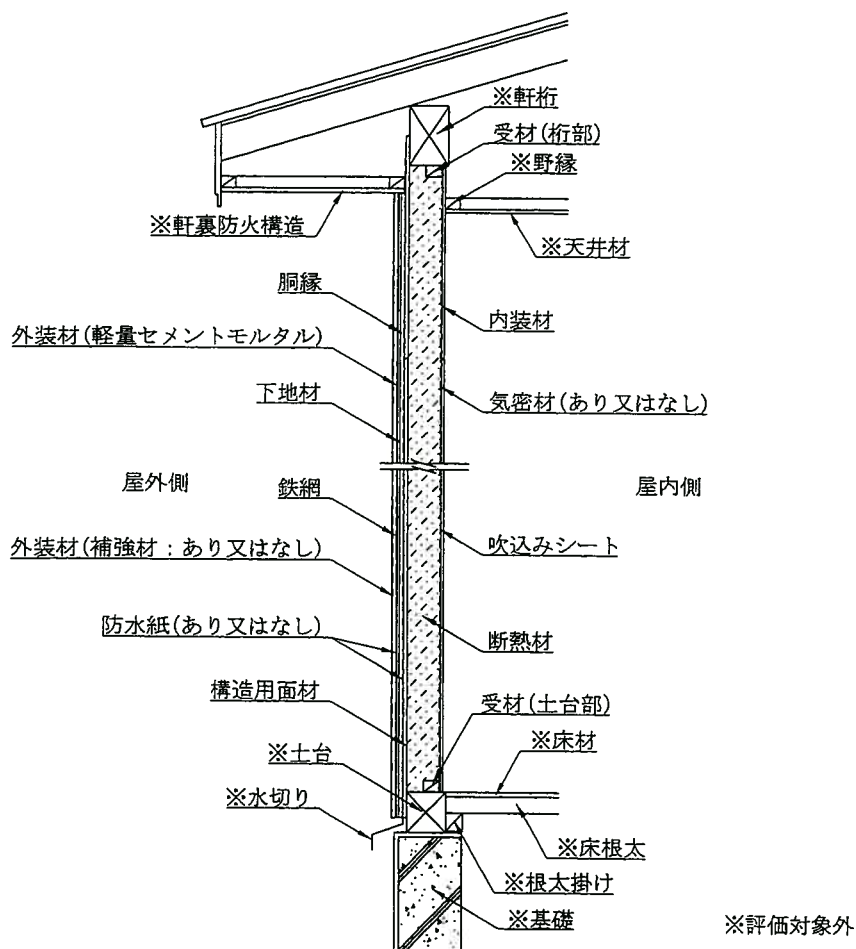 ※軒桁
受材(桁部)
※野縁
※軒裏防火構造
※天井材
胴縁
内装材
外装材(軽量セメントモルタル)
下地材
気密材(あり又はなし)
屋外側
鉄網
屋内側
外装材(補強材:あり又はなし)
吹込みシート
防水紙(あり又はなし)
断熱材
構造用面材
受材(土台部)
※土台
※床材
※水切り
※床根太
※根太掛け
※基礎
※評価対象外